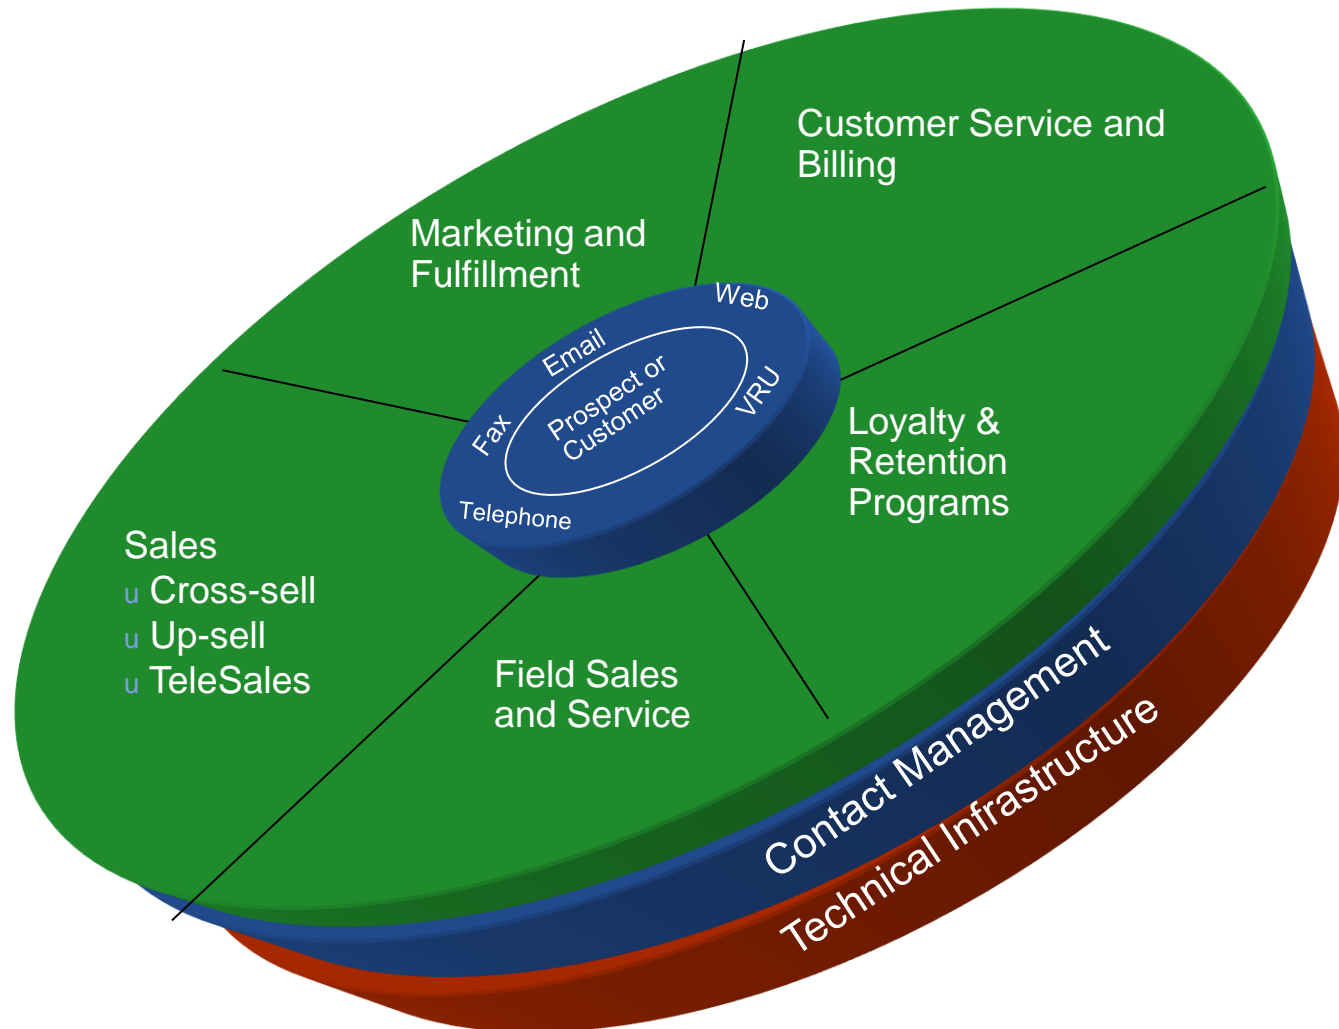 Customer Service and
Billing
Marketing and
Fulfillment
Web
Email
Prospect or
Customer
VRU
Fax
Telephone
Loyalty &
Retention
Programs
Sales
u Cross-sell
u Up-sell
u TeleSales
Field Sales
and Service
Contact Management
Technical Infrastructure